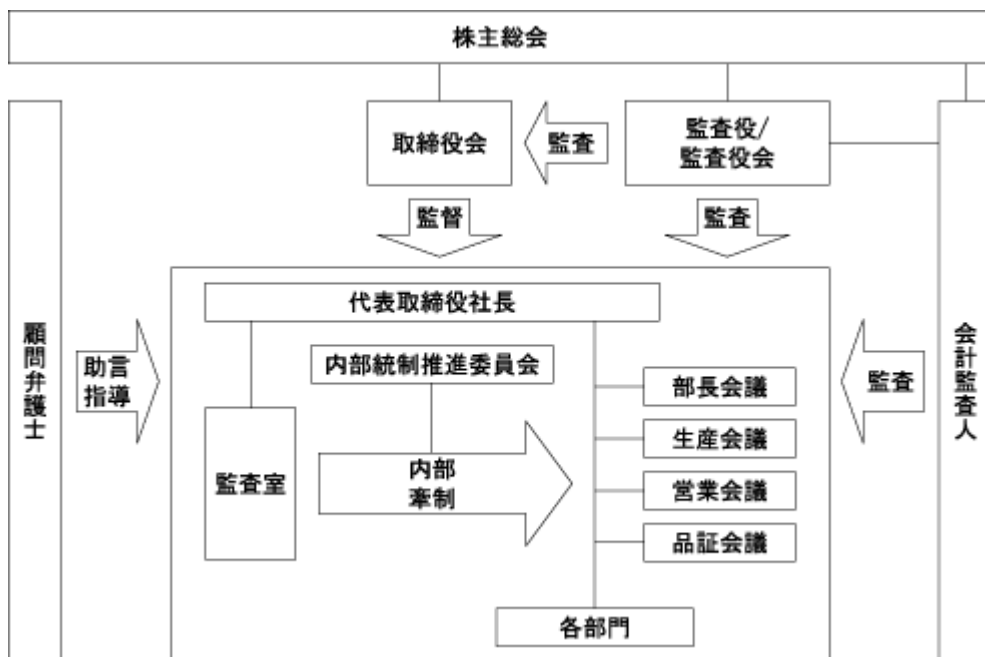 株主総会
取締役会
監査
監査役/
監査役会
監督
監査
顧問弁護士
助言
指導
代表取締役社長
内部統制推進委員会
監査室
内部
牽制
部長会議
生産会議
営業会議
品証会議
各部門
監査
会計監査人